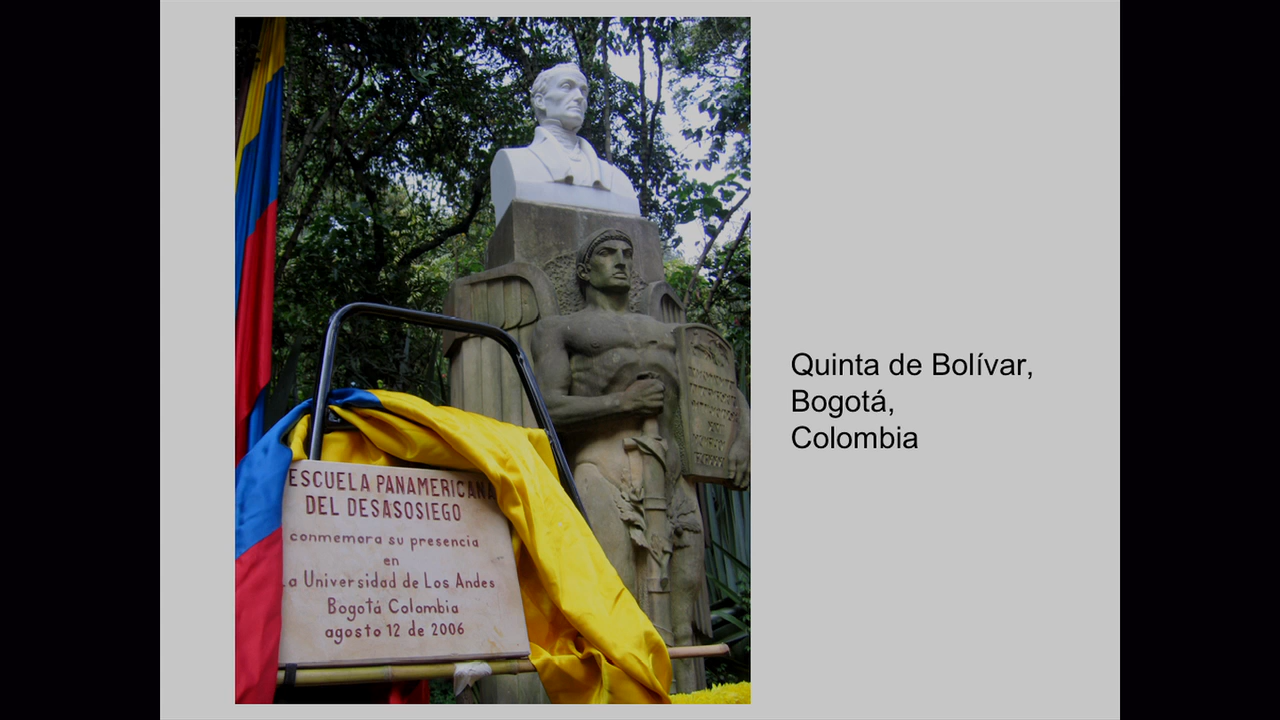 ESCUELA PANAMERICANA
DEL DESASOSIEGO
conmemora su presencia
en
La Universidad de Los Andes
Bogotá Colombia
agosto 12 de 2006
Quinta de Bolívar,
Bogotá,
Colombia